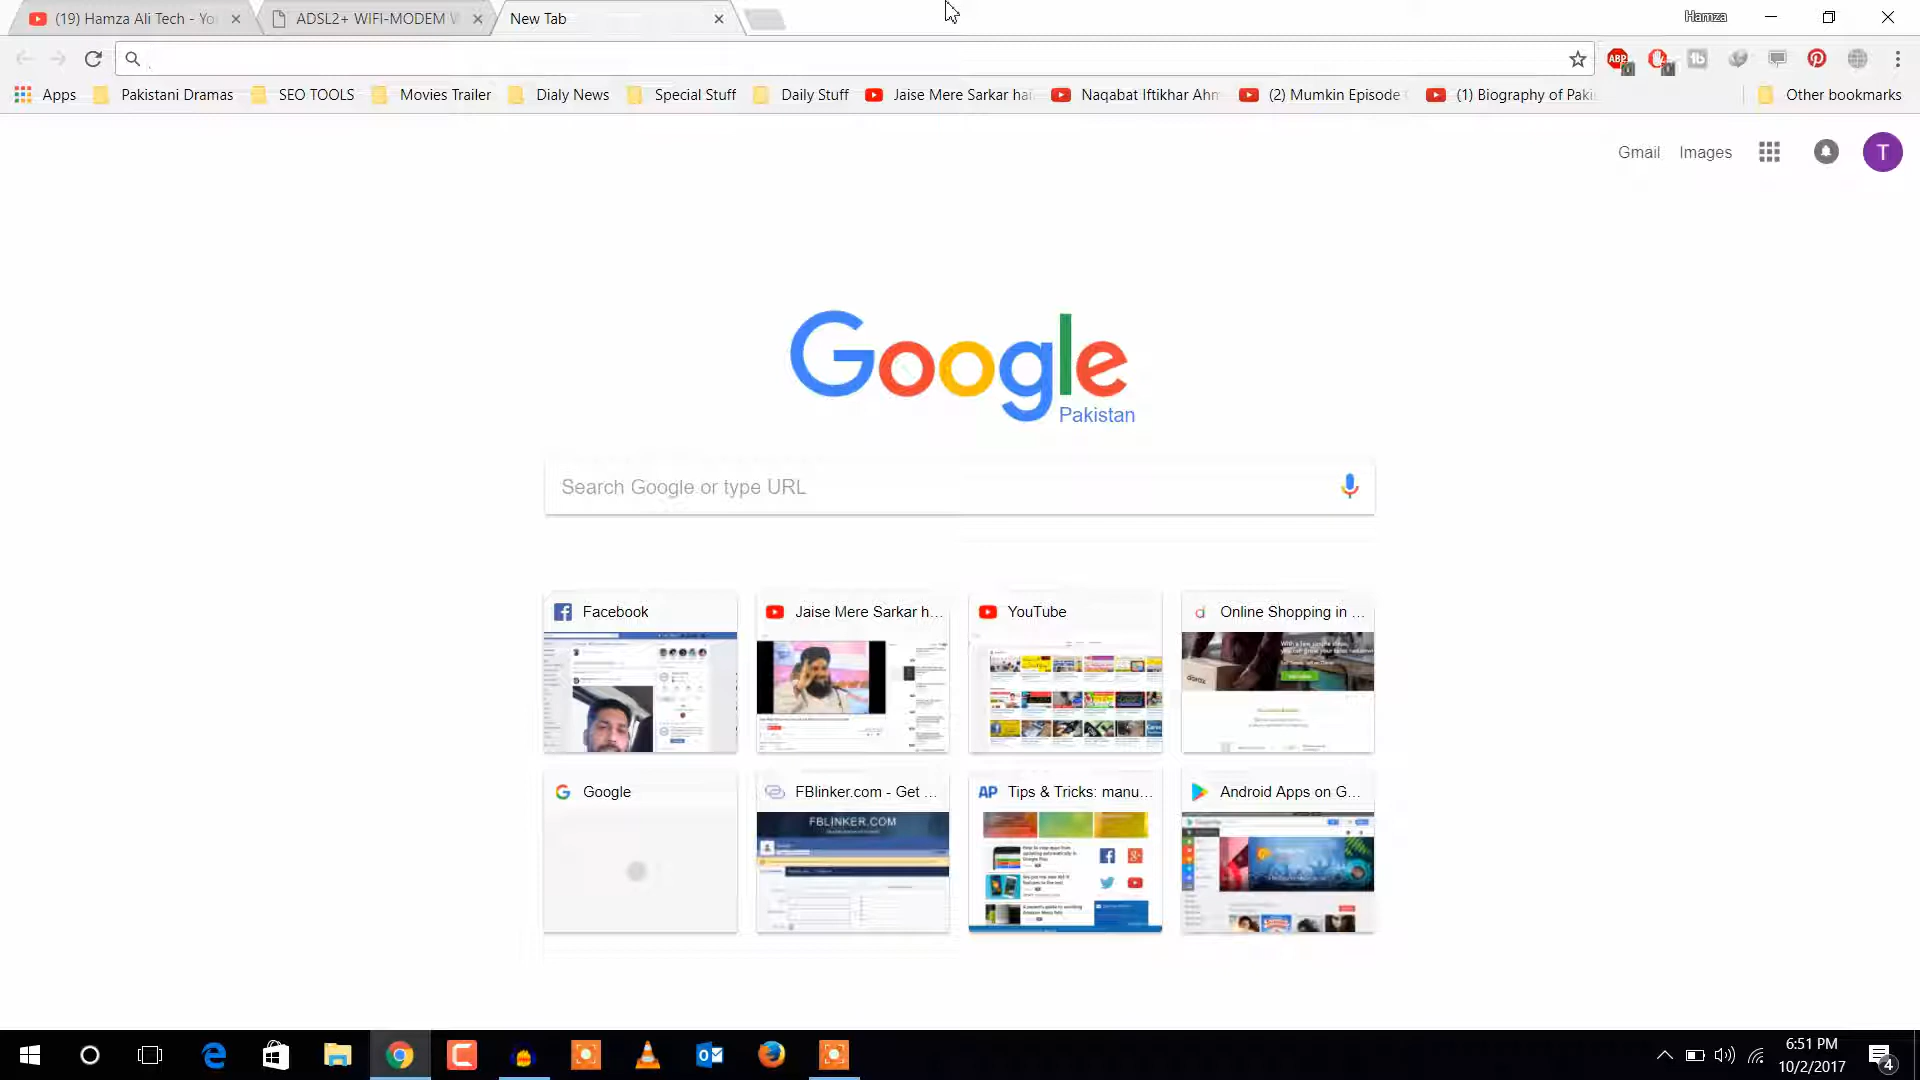 (19) Hamza Ali Tech - Yo
ADSL2+ WIFI-MODEM W
New Tab
Hamza
Apps
Pakistani Dramas
SEO TOOLS
Movies Trailer
Dialy News
Special Stuff
Daily Stuff
Jaise Mere Sarkar hai
Naqabat Iftikhar Ahm
(2) Mumkin Episode
(1) Biography of Paki
Other bookmarks
Gmail
Images
T
Google
Pakistan
Search Google or type URL
Facebook
Jaise Mere Sarkar h...
YouTube
Online Shopping in ...
daraz
Google
FBlinker.com - Get ...
Tips & Tricks: manu...
Android Apps on G...
FBLINKER.COM
6:51 PM
10/2/2017
4